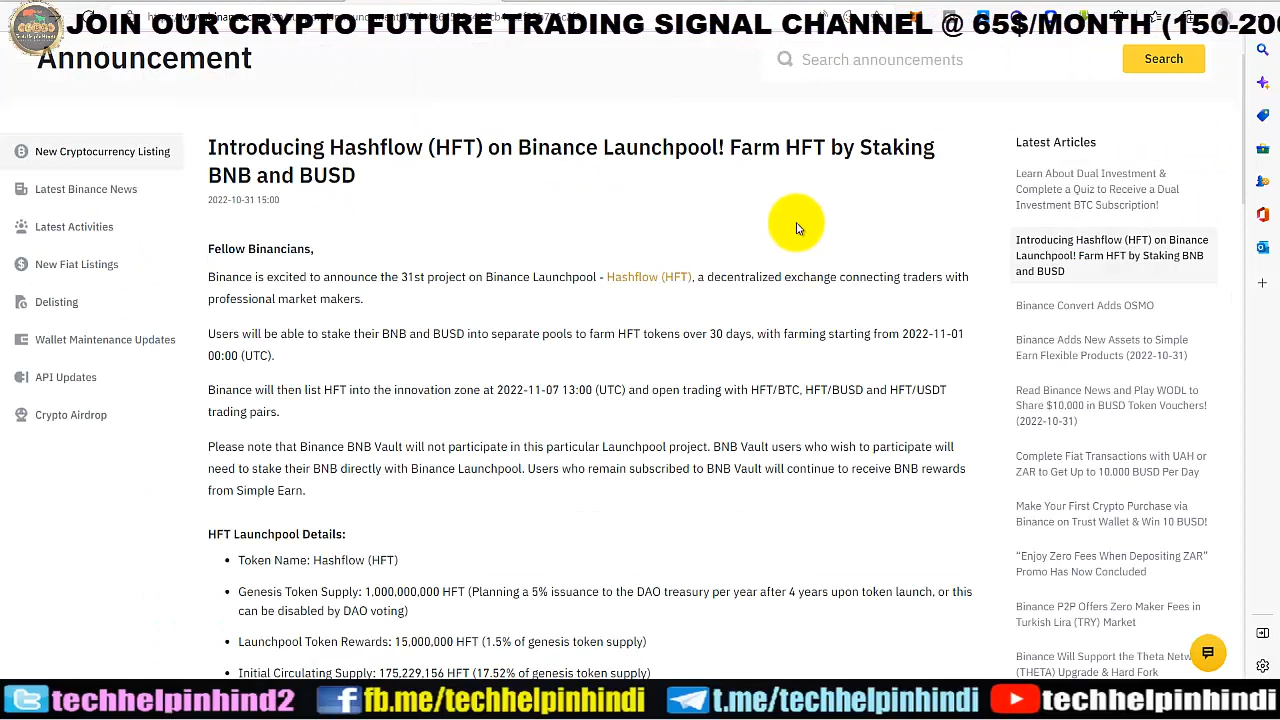 JOIN OUR CRYPTO FUTURE TRADING SIGNAL CHANNEL @ 65$/MONTH (150-200
Announcement
Search announcements
Search
New Cryptocurrency Listing
Latest Binance News
Latest Activities
New Fiat Listings
Delisting
Wallet Maintenance Updates
API Updates
Crypto Airdrop
Introducing Hashflow (HFT) on Binance Launchpool! Farm HFT by Staking
BNB and BUSD
2022-10-31 15:00
Fellow Binancians,
Binance is excited to announce the 31st project on Binance Launchpool - Hashflow (HFT), a decentralized exchange connecting traders with
professional market makers.
Users will be able to stake their BNB and BUSD into separate pools to farm HFT tokens over 30 days, with farming starting from 2022-11-01
00:00 (UTC).
Binance will then list HFT into the innovation zone at 2022-11-07 13:00 (UTC) and open trading with HFT/BTC, HFT/BUSD and HFT/USDT
trading pairs.
Please note that Binance BNB Vault will not participate in this particular Launchpool project. BNB Vault users who wish to participate will
need to stake their BNB directly with Binance Launchpool. Users who remain subscribed to BNB Vault will continue to receive BNB rewards
from Simple Earn.
HFT Launchpool Details:
Token Name: Hashflow (HFT)
Genesis Token Supply: 1.000,000,000 HFT (Planning a 5% issuance to the DAO treasury per year after 4 years upon token launch, or this
can be disabled by DAO voting)
Launchpool Token Rewards: 15,000,000 HFT (1.5% of genesis token supply)
Initial Circulating Supply: 175,229,156 HFT (17.52% of genesis token supply)
Latest Articles
Learn About Dual Investment &
Complete a Quiz to Receive a Dual
Investment BTC Subscription!
Introducing Hashflow (HFT) on Binance
Launchpool! Farm HFT by Staking BNB
and BUSD
Binance Convert Adds OSMO
Binance Adds New Assets to Simple
Earn Flexible Products (2022-10-31)
Read Binance News and Play WODL to
Share $10,000 in BUSD Token Vouchers!
(2022-10-31)
Complete Fiat Transactions with UAH or
ZAR to Get Up to 10.000 BUSD Per Day
Make Your First Crypto Purchase via
Binance on Trust Wallet & Win 10 BUSD!
“Enjoy Zero Fees When Depositing ZAR”
Promo Has Now Concluded
Binance P2P Offers Zero Maker Fees in
Turkish Lira (TRY) Market
Binance Will Support the Theta Netw
(THETA) Upgrade & Hard Fork
techhelpinhind2
fb.me/techhelpinhindi
t.me/techhelpinhindi
techhelpinhindi